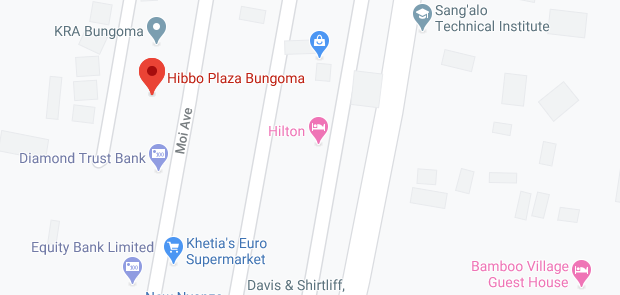 Sang'alo
Technical Institute
KRA Bungoma
Hibbo Plaza Bungoma
Moi Ave
Hilton
Diamond Trust Bank
Equity Bank Limited
Khetia's Euro
Supermarket
Bamboo Village
Guest House
Davis & Shirtliff,